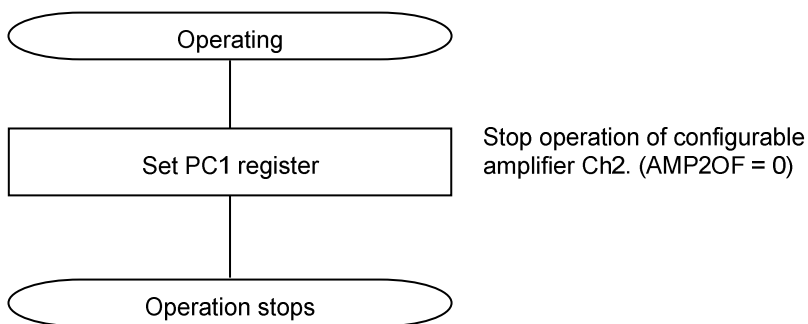 Operating
Set PC1 register
Stop operation of configurable
amplifier Ch2. (AMP2OF = 0)
Operation stops